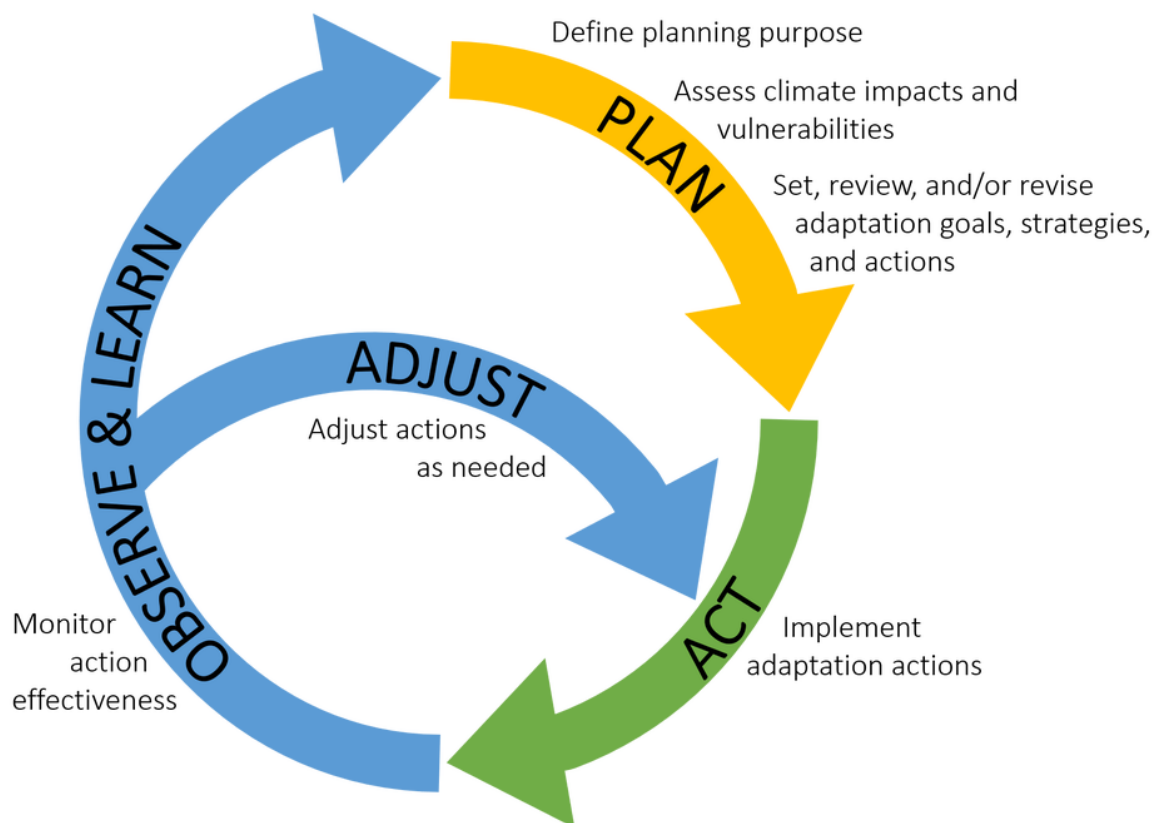 Define planning purpose
PLAN
Assess climate impacts and
vulnerabilities
Set, review, and/or revise
adaptation goals, strategies,
and actions
OBSERVE & LEARN
ADJUST
Adjust actions
as needed
ACT
Implement
adaptation actions
Monitor
action
effectiveness